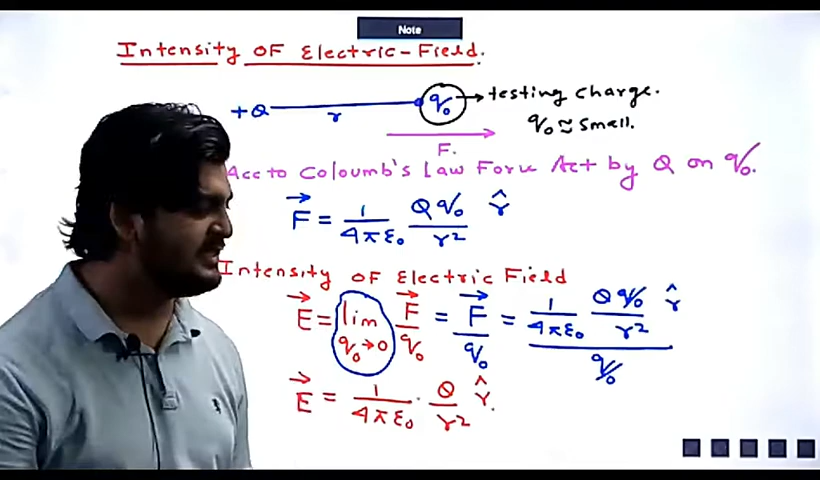 Note
Intensity OF Electric-Field.
+Q r q₀ → testing charge.
q₀ ≈ small.
F.
Acc to Coloumb's Law Force Act by Q on q₀.
F⃗ = 1/4πε₀ Qq₀/r² r̂
Intensity OF Electric Field
E⃗ = lim q₀→0 F⃗/q₀ = F⃗/q₀ = 1/4πε₀ Qq₀/r² r̂ / q₀
E⃗ = 1/4πε₀ · Q/r² r̂.